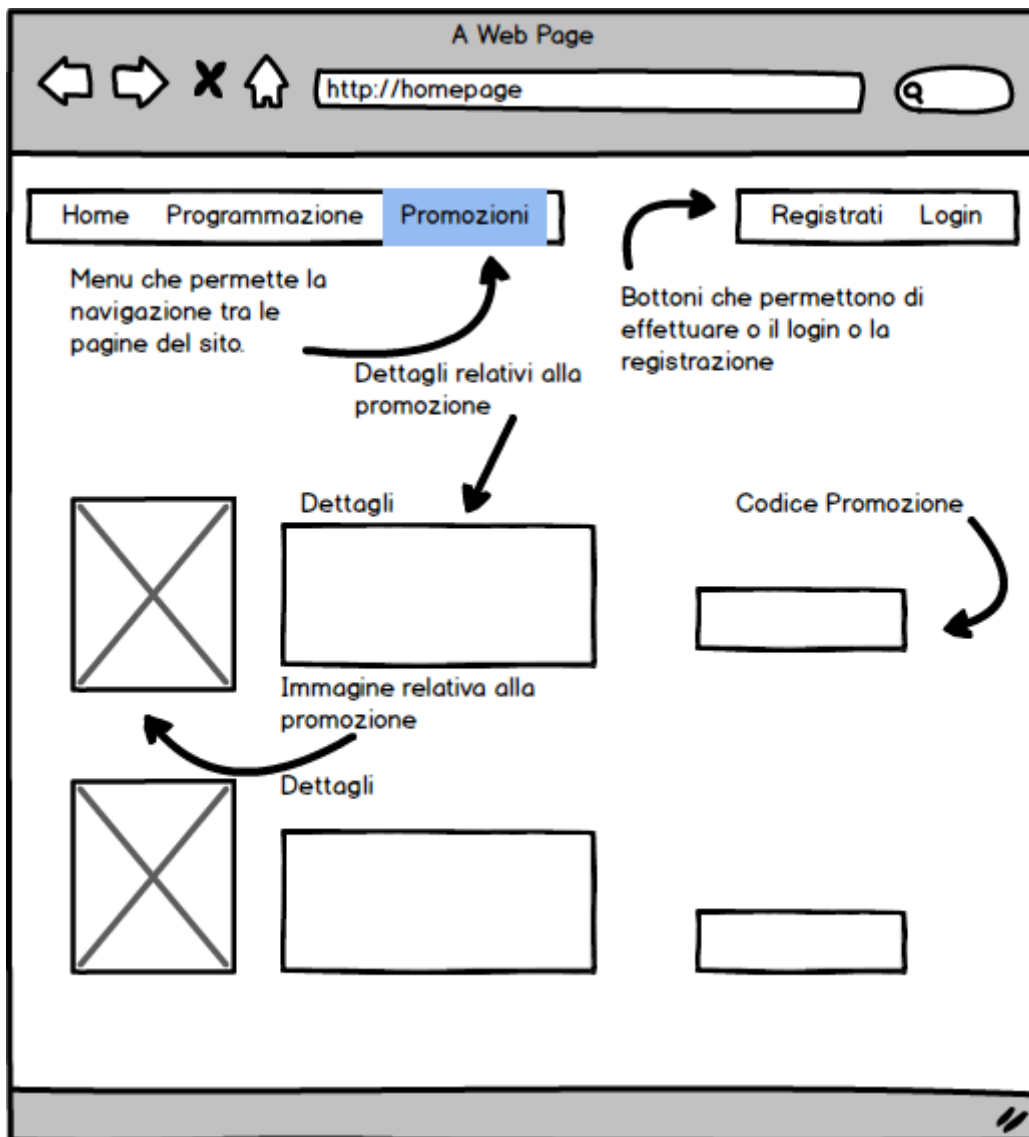 A Web Page
http://homepage
Home Programmazione Promozioni
Registrati Login
Menu che permette la
navigazione tra le
pagine del sito.
Bottoni che permettono di
effettuare o il login o la
registrazione
Dettagli relativi alla
promozione
Dettagli
Codice Promozione
Immagine relativa alla
promozione
Dettagli